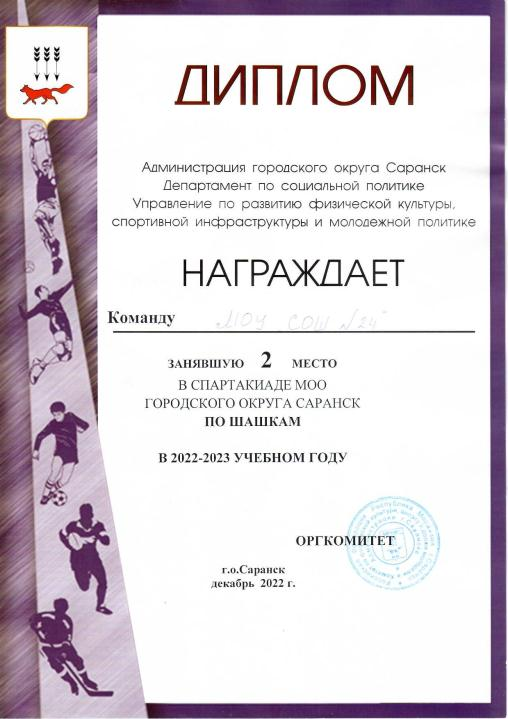 ДИПЛОМ
Администрация городского округа Саранск
Департамент по социальной политике
Управление по развитию физической культуры,
спортивной инфраструктуры и молодежной политике
НАГРАЖДАЕТ
Команду МОУ „СОШ №24"
ЗАНЯВШУЮ 2 МЕСТО
В СПАРТАКИАДЕ МОО
ГОРОДСКОГО ОКРУГА САРАНСК
ПО ШАШКАМ
В 2022-2023 УЧЕБНОМ ГОДУ
ОРГКОМИТЕТ
г.о.Саранск
декабрь 2022 г.